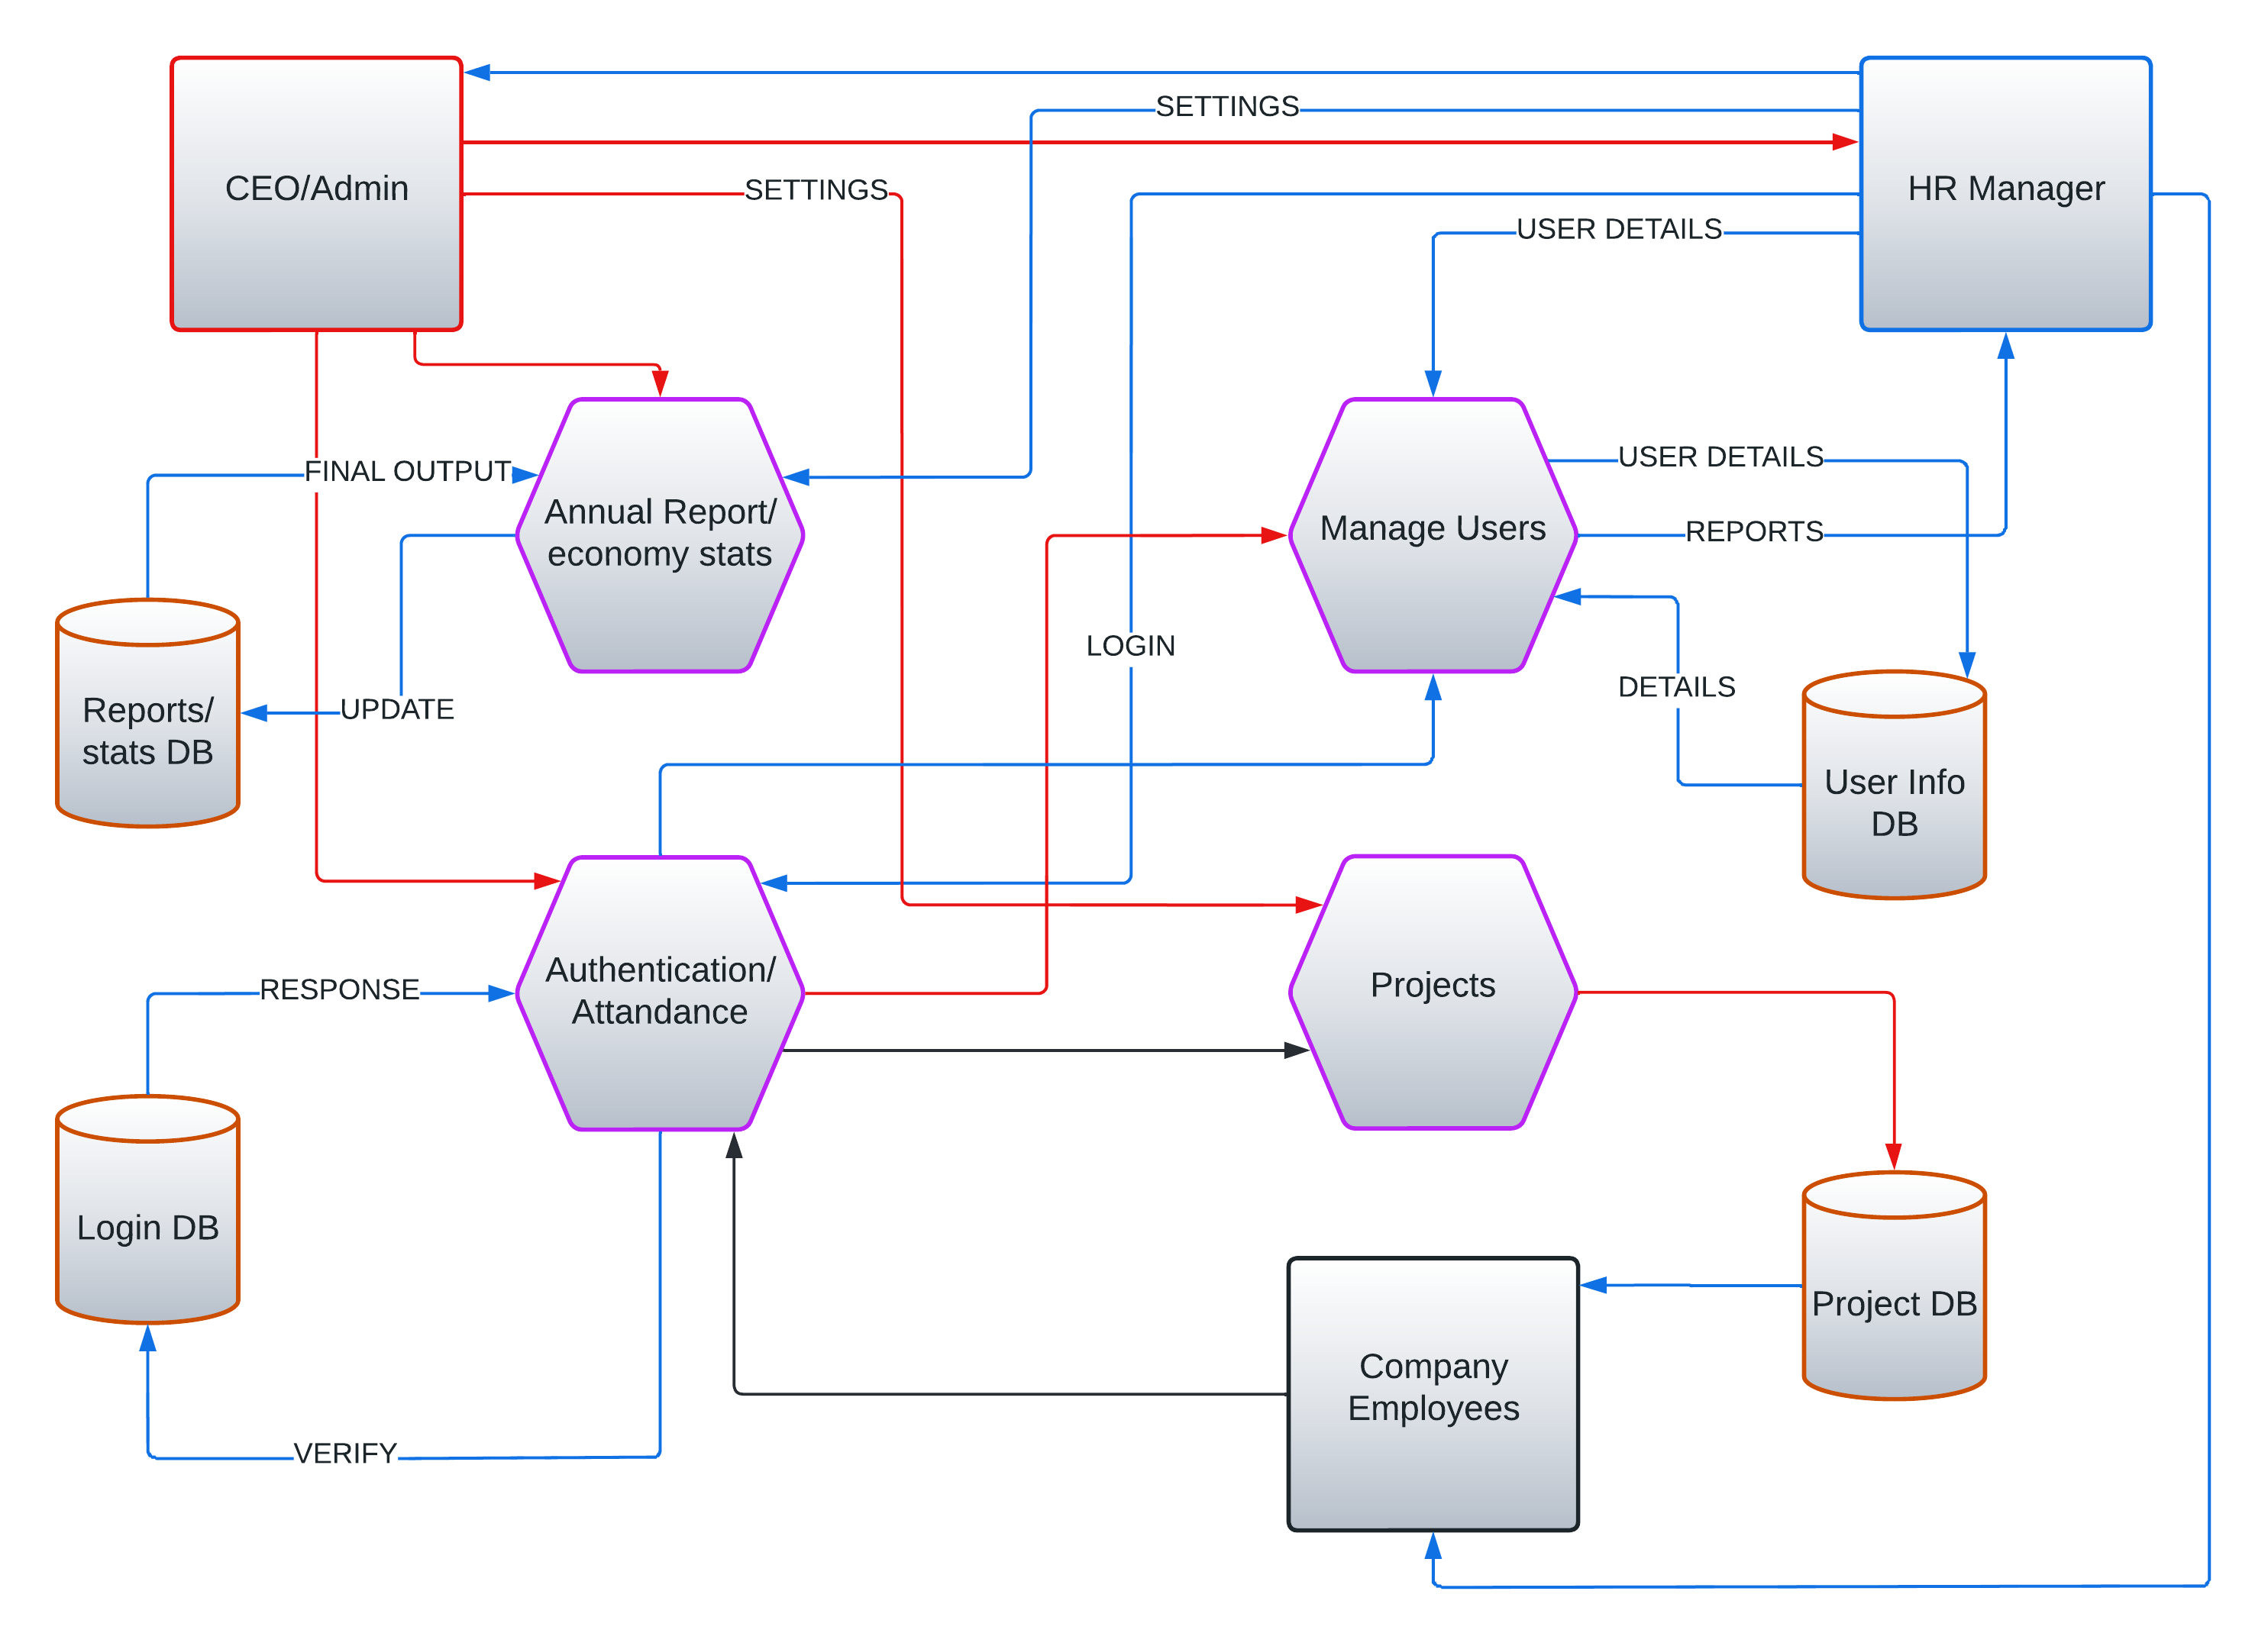 SETTINGS
CEO/Admin
SETTINGS
HR Manager
USER DETAILS
FINAL OUTPUT
Annual Report/
economy stats
Manage Users
USER DETAILS
REPORTS
LOGIN
DETAILS
UPDATE
Reports/
stats DB
User Info
DB
RESPONSE
Authentication/
Attandance
Projects
Login DB
Project DB
Company
Employees
VERIFY